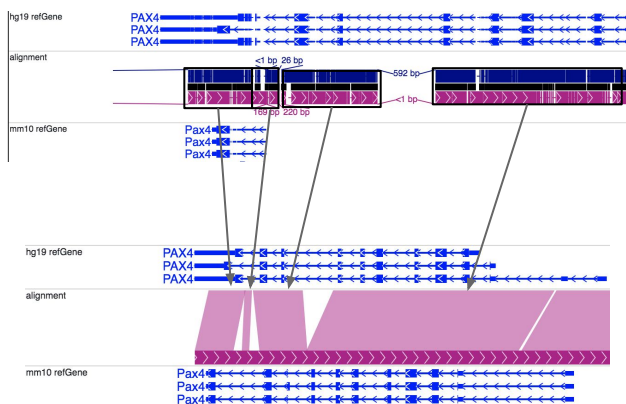 hg19 refGene
PAX4
PAX4
PAX4
alignment
<1 bp 26 bp
592 bp
<1 bp
169 bp 220 bp
mm10 refGene
Pax4
Pax4
Pax4
hg19 refGene
PAX4
PAX4
PAX4
alignment
mm10 refGene
Pax4
Pax4
Pax4